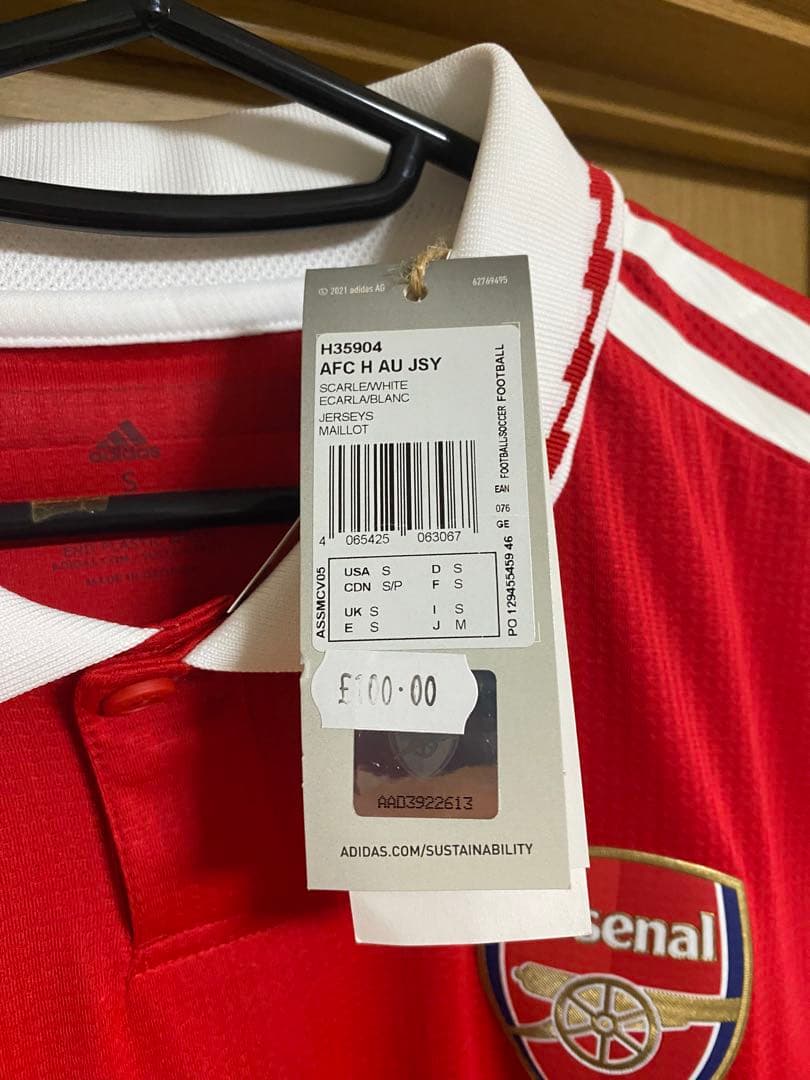 © 2021 adidas AG
62769495
H35904
AFC H AU JSY
SCARLE/WHITE
ECARLA/BLANC
JERSEYS
MAILLOT
FOOTBALL/SOCCER FOOTBALL
EAN
076
GE
4 065425 063067
ASSMCV05
USA S D S
CDN S/P F S
UK S I S
E S J M
PO 129455459 46
£100.00
AAD3922613
ADIDAS.COM/SUSTAINABILITY
adidas
S
senal